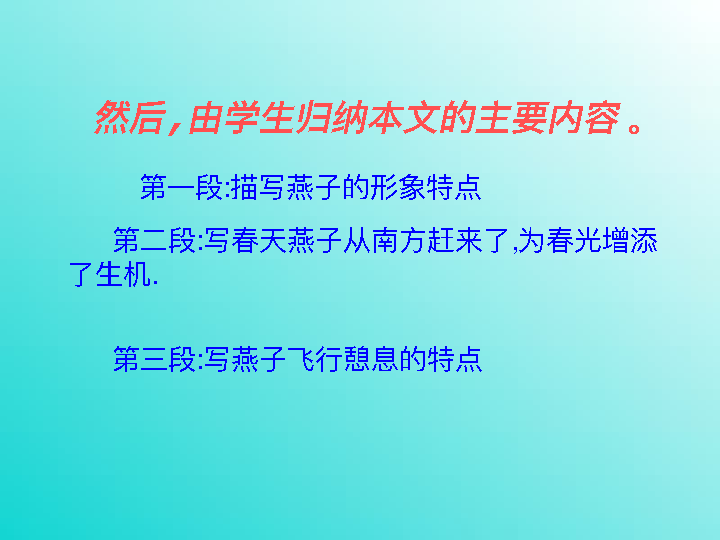 然后,由学生归纳本文的主要内容。
第一段:描写燕子的形象特点
第二段:写春天燕子从南方赶来了,为春光增添
了生机.
第三段:写燕子飞行憩息的特点